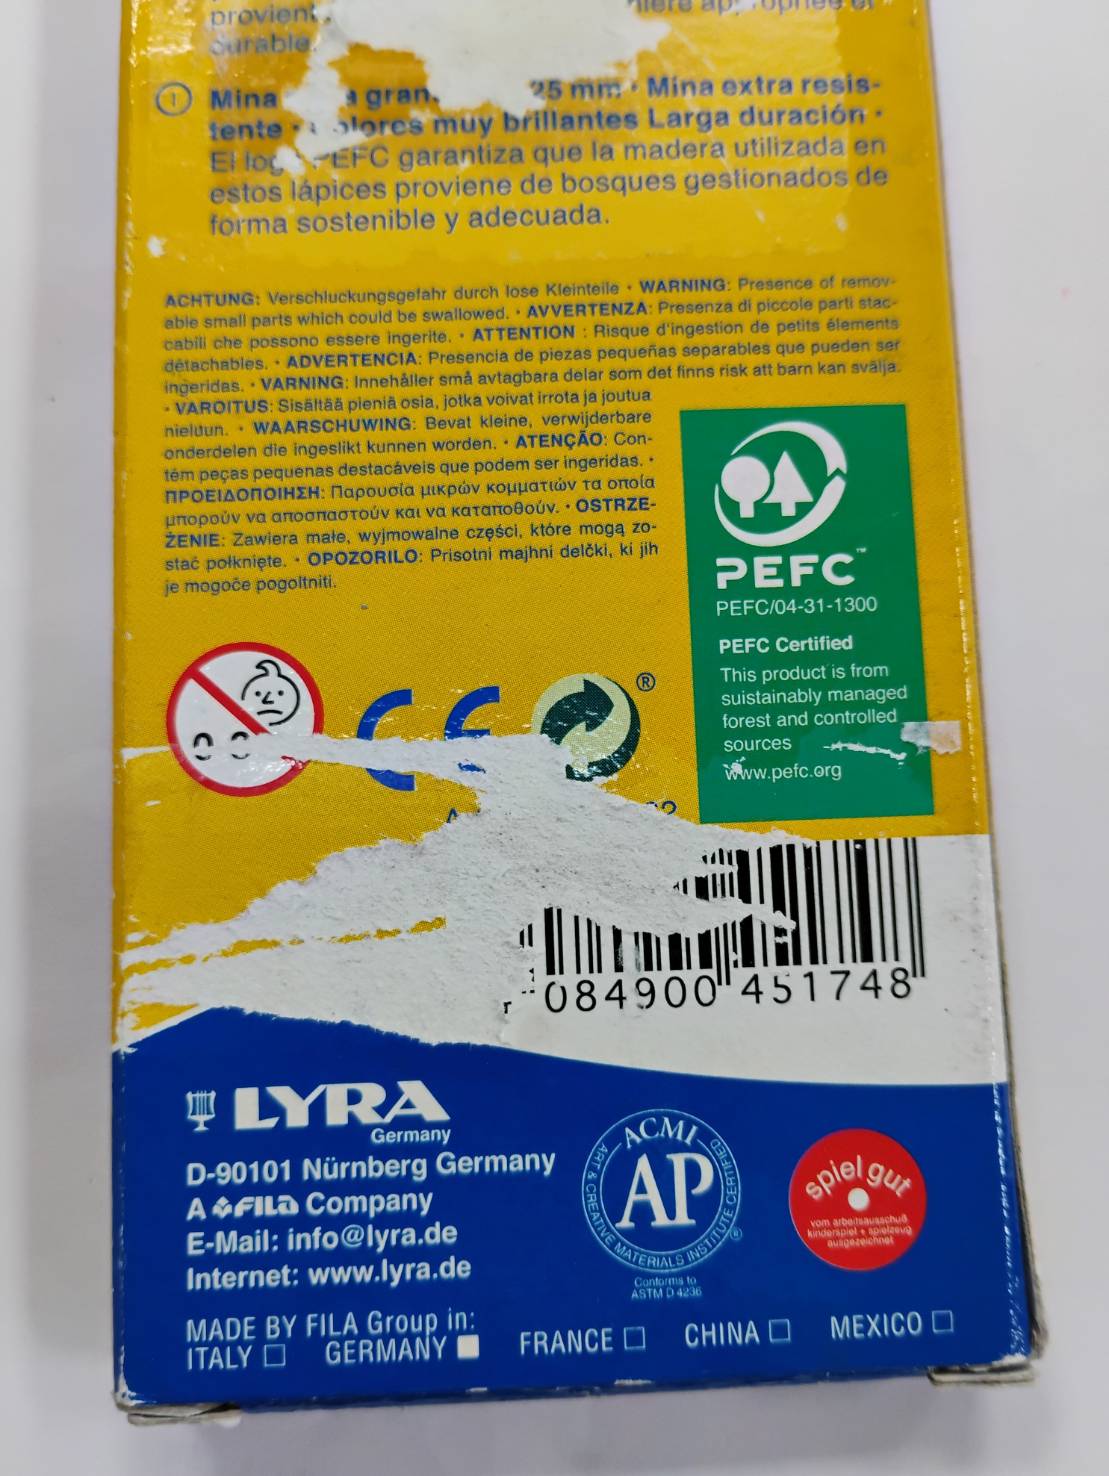 durable.
Mina gran 25 mm • Mina extra resis-
tente • colores muy brillantes Larga duración •
El logo PEFC garantiza que la madera utilizada en
estos lápices proviene de bosques gestionados de
forma sostenible y adecuada.
ACHTUNG: Verschluckungsgefahr durch lose Kleinteile • WARNING: Presence of remov-
able small parts which could be swallowed. • AVVERTENZA: Presenza di piccole parti stac-
cabili che possono essere ingerite. • ATTENTION : Risque d'ingestion de petits élements
détachables. • ADVERTENCIA: Presencia de piezas pequeñas separables que pueden ser
ingeridas. • VARNING: Innehåller små avtagbara delar som det finns risk att barn kan svälja.
• VAROITUS: Sisältää pieniä osia, jotka voivat irrota ja joutua
nieluun. • WAARSCHUWING: Bevat kleine, verwijderbare
onderdelen die ingeslikt kunnen worden. • ATENÇÃO: Con-
tém peças pequenas destacáveis que podem ser ingeridas. •
ΠΡΟΕΙΔΟΠΟΙΗΣΗ: Παρουσία μικρών κομματιών τα οποία
μπορούν να αποσπαστούν και να καταποθούν. • OSTRZE-
ŻENIE: Zawiera małe, wyjmowalne części, które mogą zo-
stać połknięte. • OPOZORILO: Prisotni majhni delčki, ki jih
je mogoče pogoltniti.
PEFC™
PEFC/04-31-1300
PEFC Certified
This product is from
suistainably managed
forest and controlled
sources
www.pefc.org
0-3
CE
®
084900 451748
LYRA
Germany
D-90101 Nürnberg Germany
A FILA Company
E-Mail: info@lyra.de
Internet: www.lyra.de
ACMI
AP
ART & CREATIVE MATERIALS INSTITUTE CERTIFIED
®
Conforms to
ASTM D 4236
spiel gut
vom arbeitsausschuß
kinderspiel + spielzeug
ausgezeichnet
MADE BY FILA Group in:
ITALY ☐ GERMANY ■ FRANCE ☐ CHINA ☐ MEXICO ☐